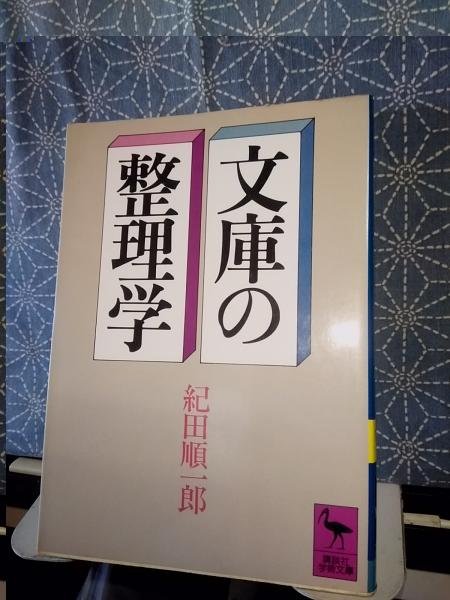 文庫の
整理学
紀田順一郎
講談社
学術文庫